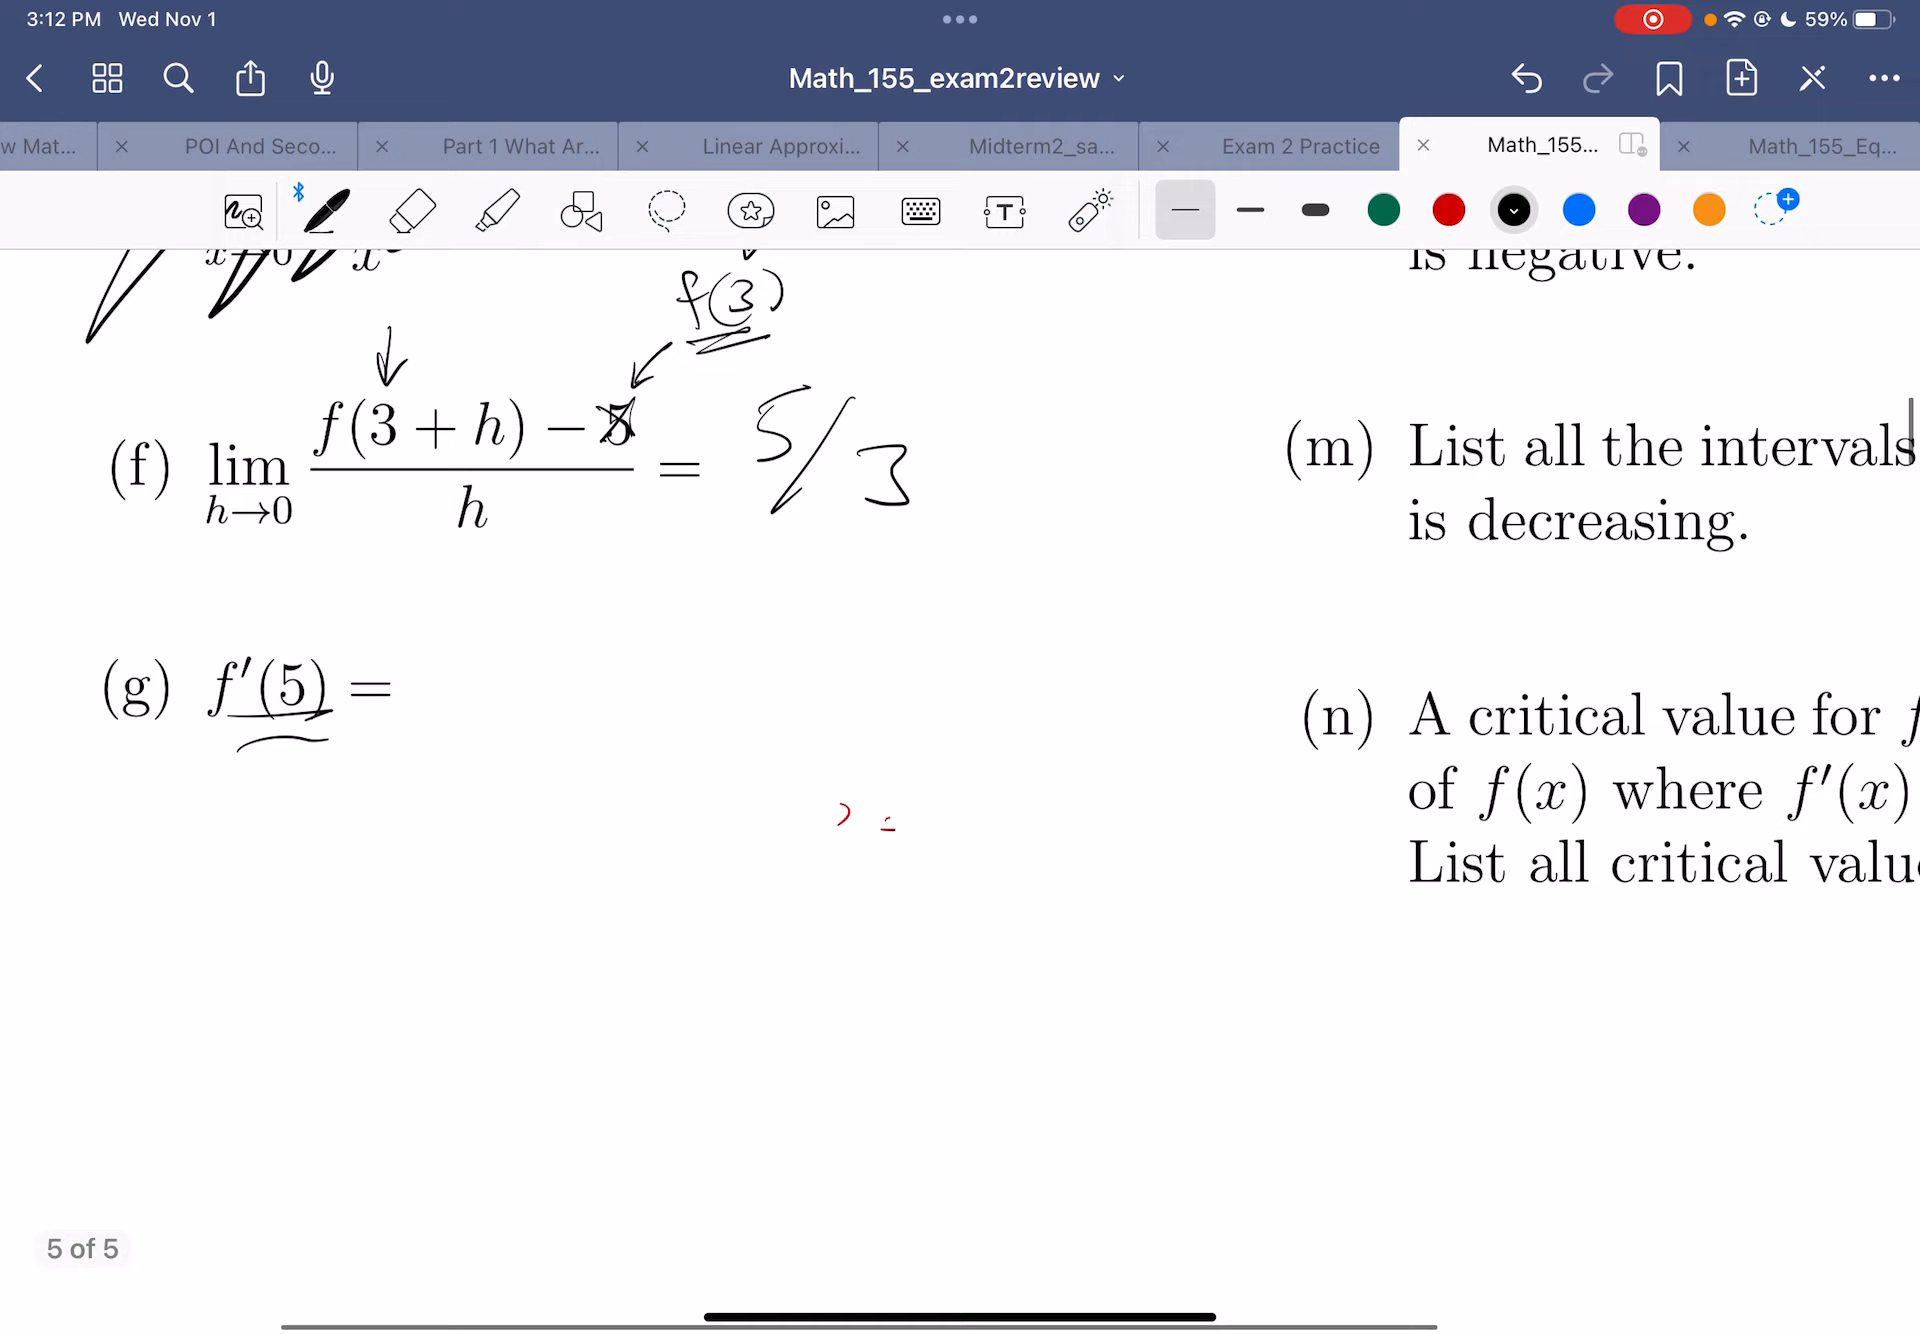 3:12 PM Wed Nov 1
59%
Math_155_exam2review
w Mat...
POI And Seco...
Part 1 What Ar...
Linear Approxi...
Midterm2_sa...
Exam 2 Practice
Math_155...
Math_155_Eq...
f(3)
(f) lim h→0 f(3 + h) − 5 / h = 5/3
(g) f′(5) =
is negative.
(m) List all the intervals
is decreasing.
(n) A critical value for f
of f(x) where f′(x)
List all critical valu
5 of 5